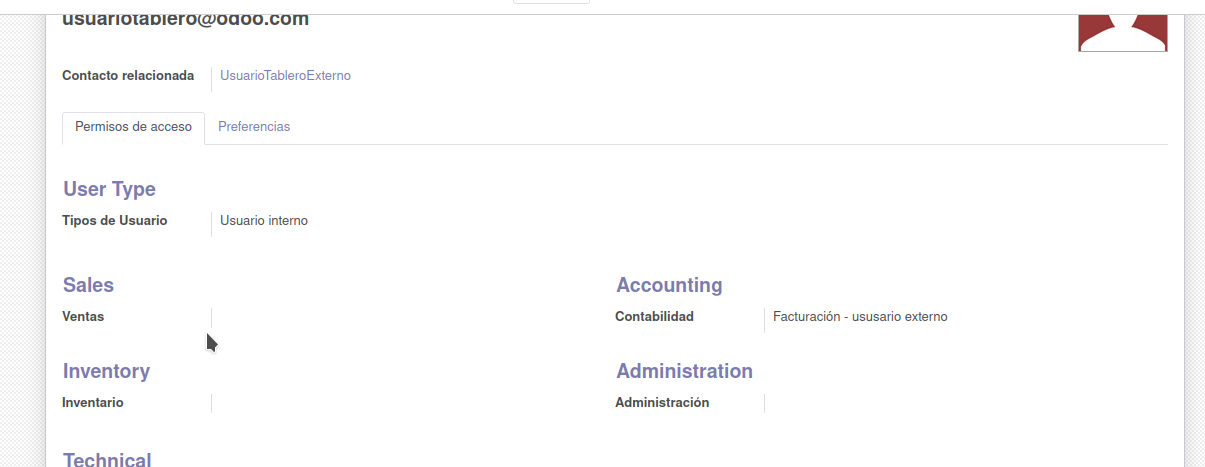 usuariotablero@odoo.com
Contacto relacionada UsuarioTableroExterno
Permisos de acceso Preferencias
User Type
Tipos de Usuario Usuario interno
Sales Accounting
Ventas Contabilidad Facturación - ususario externo
Inventory Administration
Inventario Administración
Technical